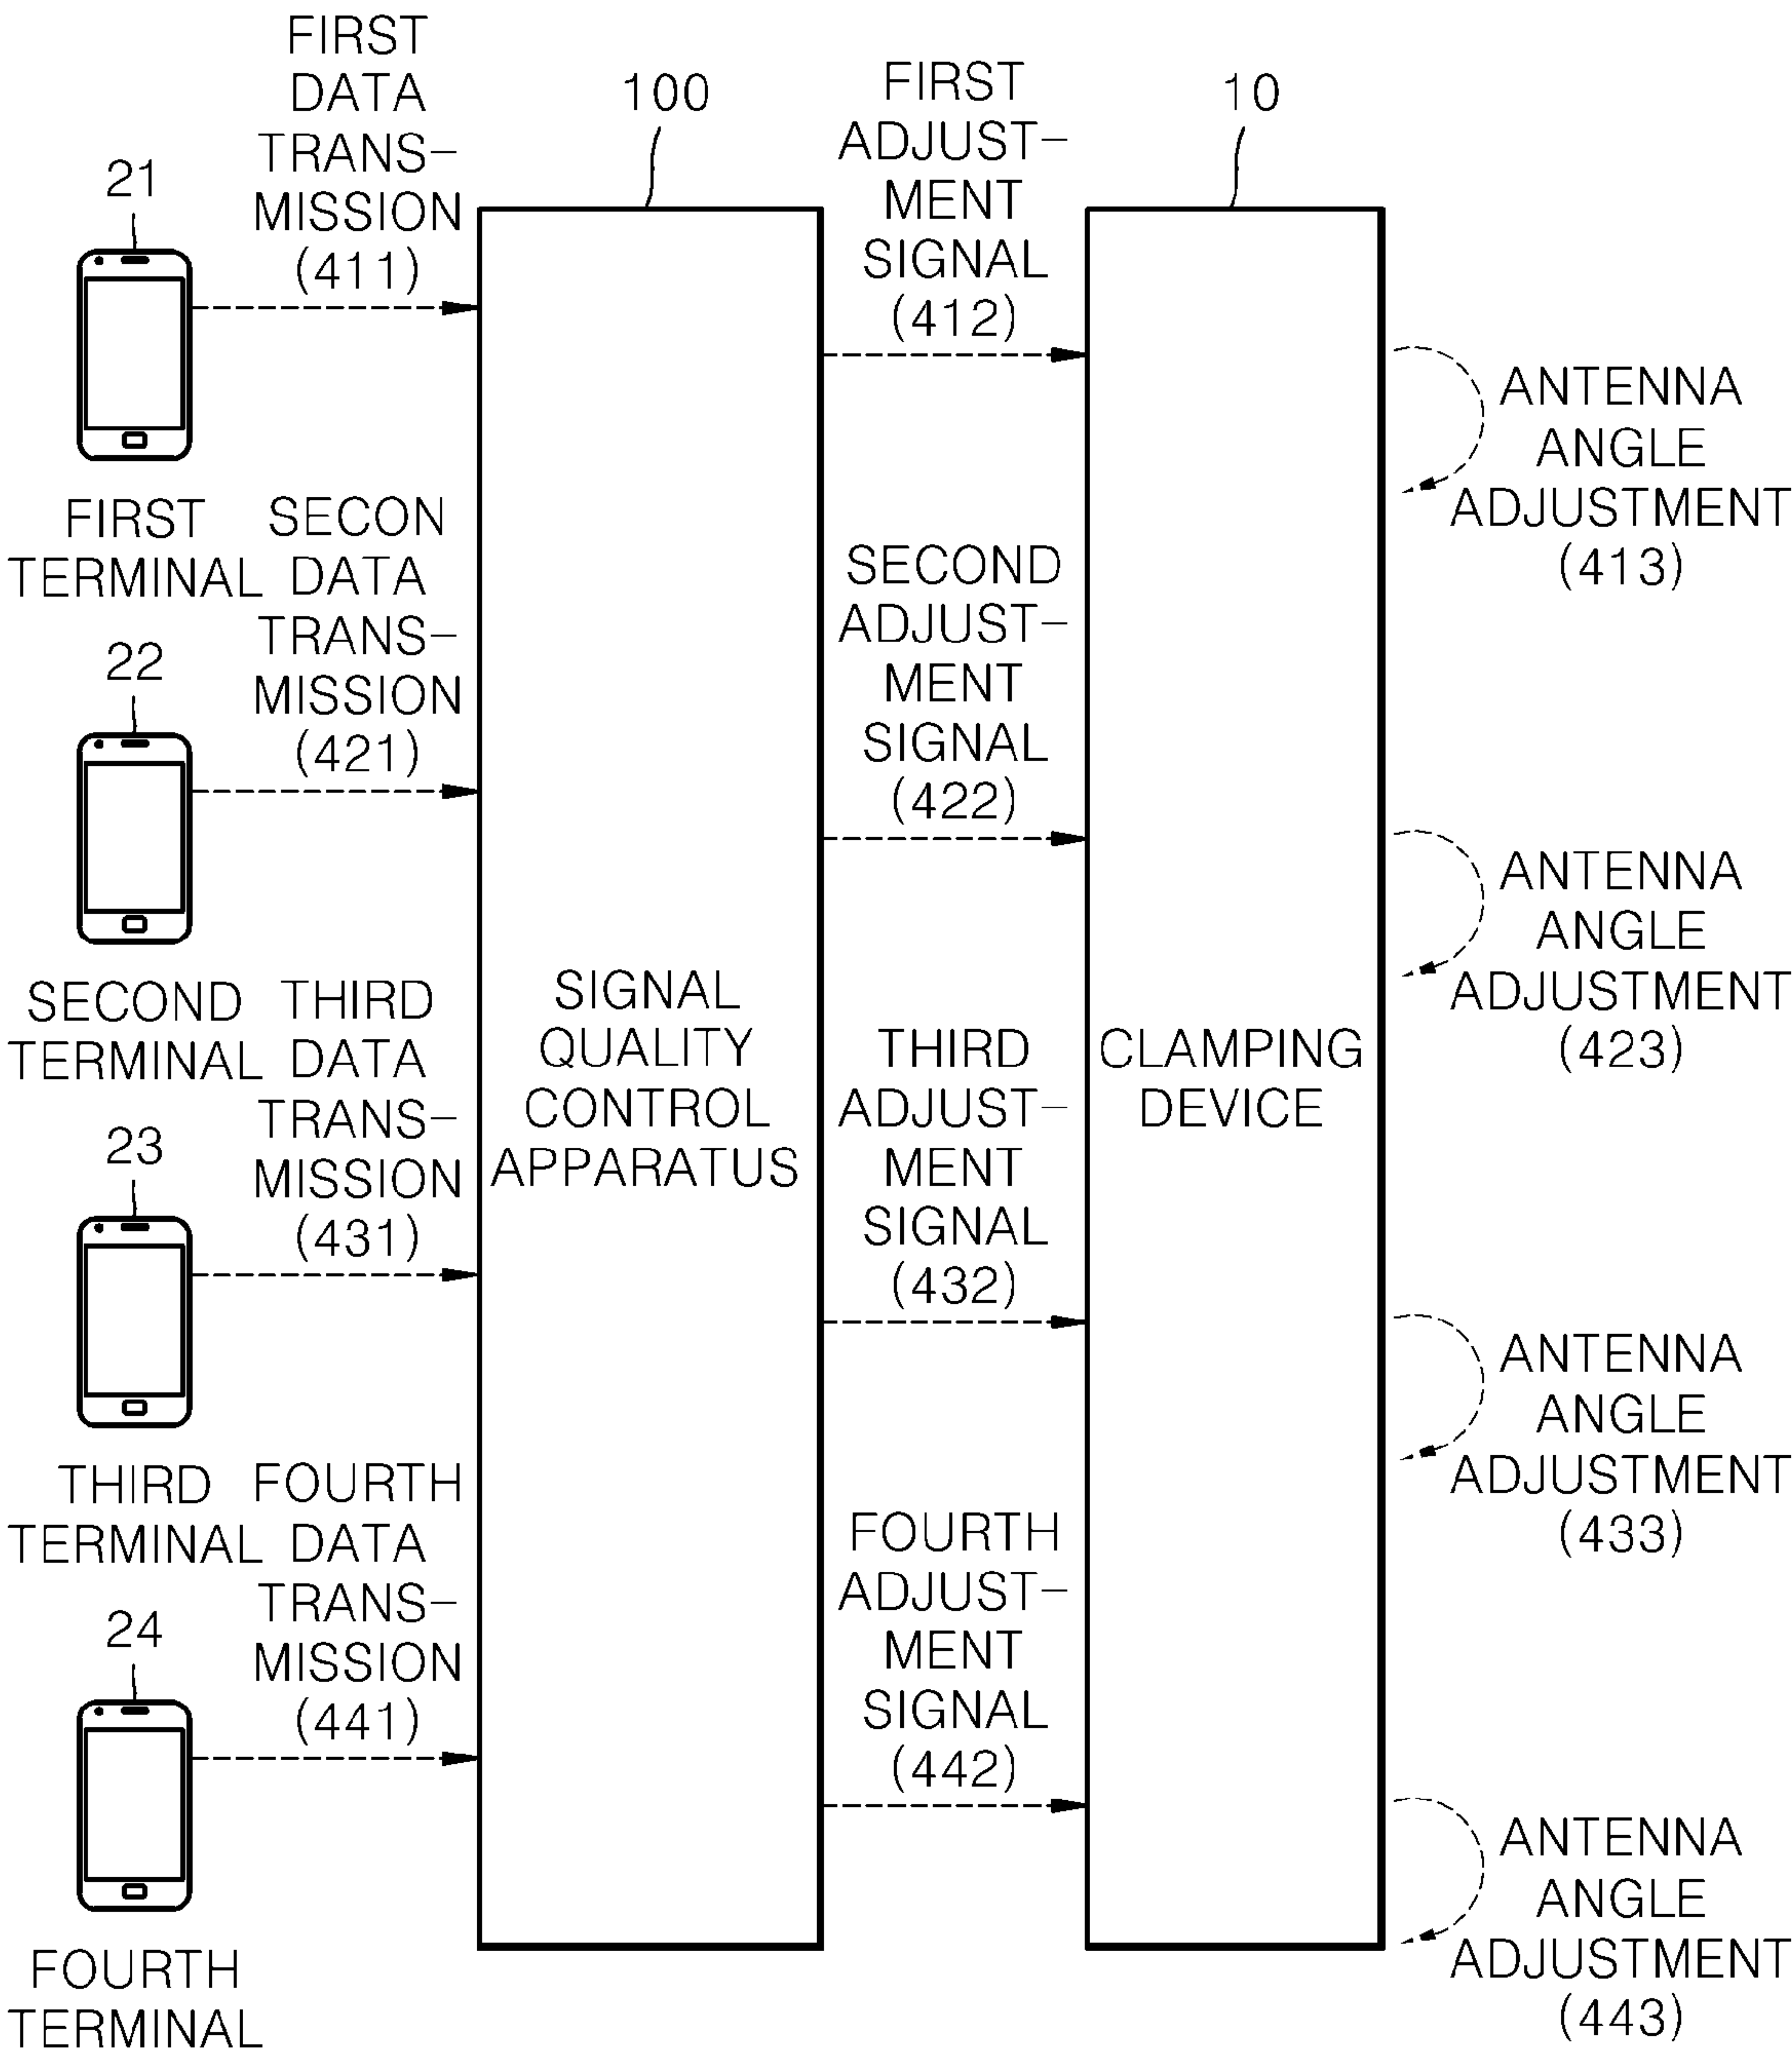 FIRST
DATA
TRANS-
MISSION
(411)
100
FIRST
ADJUST-
MENT
SIGNAL
(412)
10
21
FIRST
TERMINAL
ANTENNA
ANGLE
ADJUSTMENT
(413)
SECON
DATA
TRANS-
MISSION
(421)
SECOND
ADJUST-
MENT
SIGNAL
(422)
22
SECOND
TERMINAL
ANTENNA
ANGLE
ADJUSTMENT
(423)
THIRD
DATA
TRANS-
MISSION
(431)
SIGNAL
QUALITY
CONTROL
APPARATUS
THIRD
ADJUST-
MENT
SIGNAL
(432)
CLAMPING
DEVICE
23
THIRD
TERMINAL
ANTENNA
ANGLE
ADJUSTMENT
(433)
FOURTH
DATA
TRANS-
MISSION
(441)
FOURTH
ADJUST-
MENT
SIGNAL
(442)
24
FOURTH
TERMINAL
ANTENNA
ANGLE
ADJUSTMENT
(443)